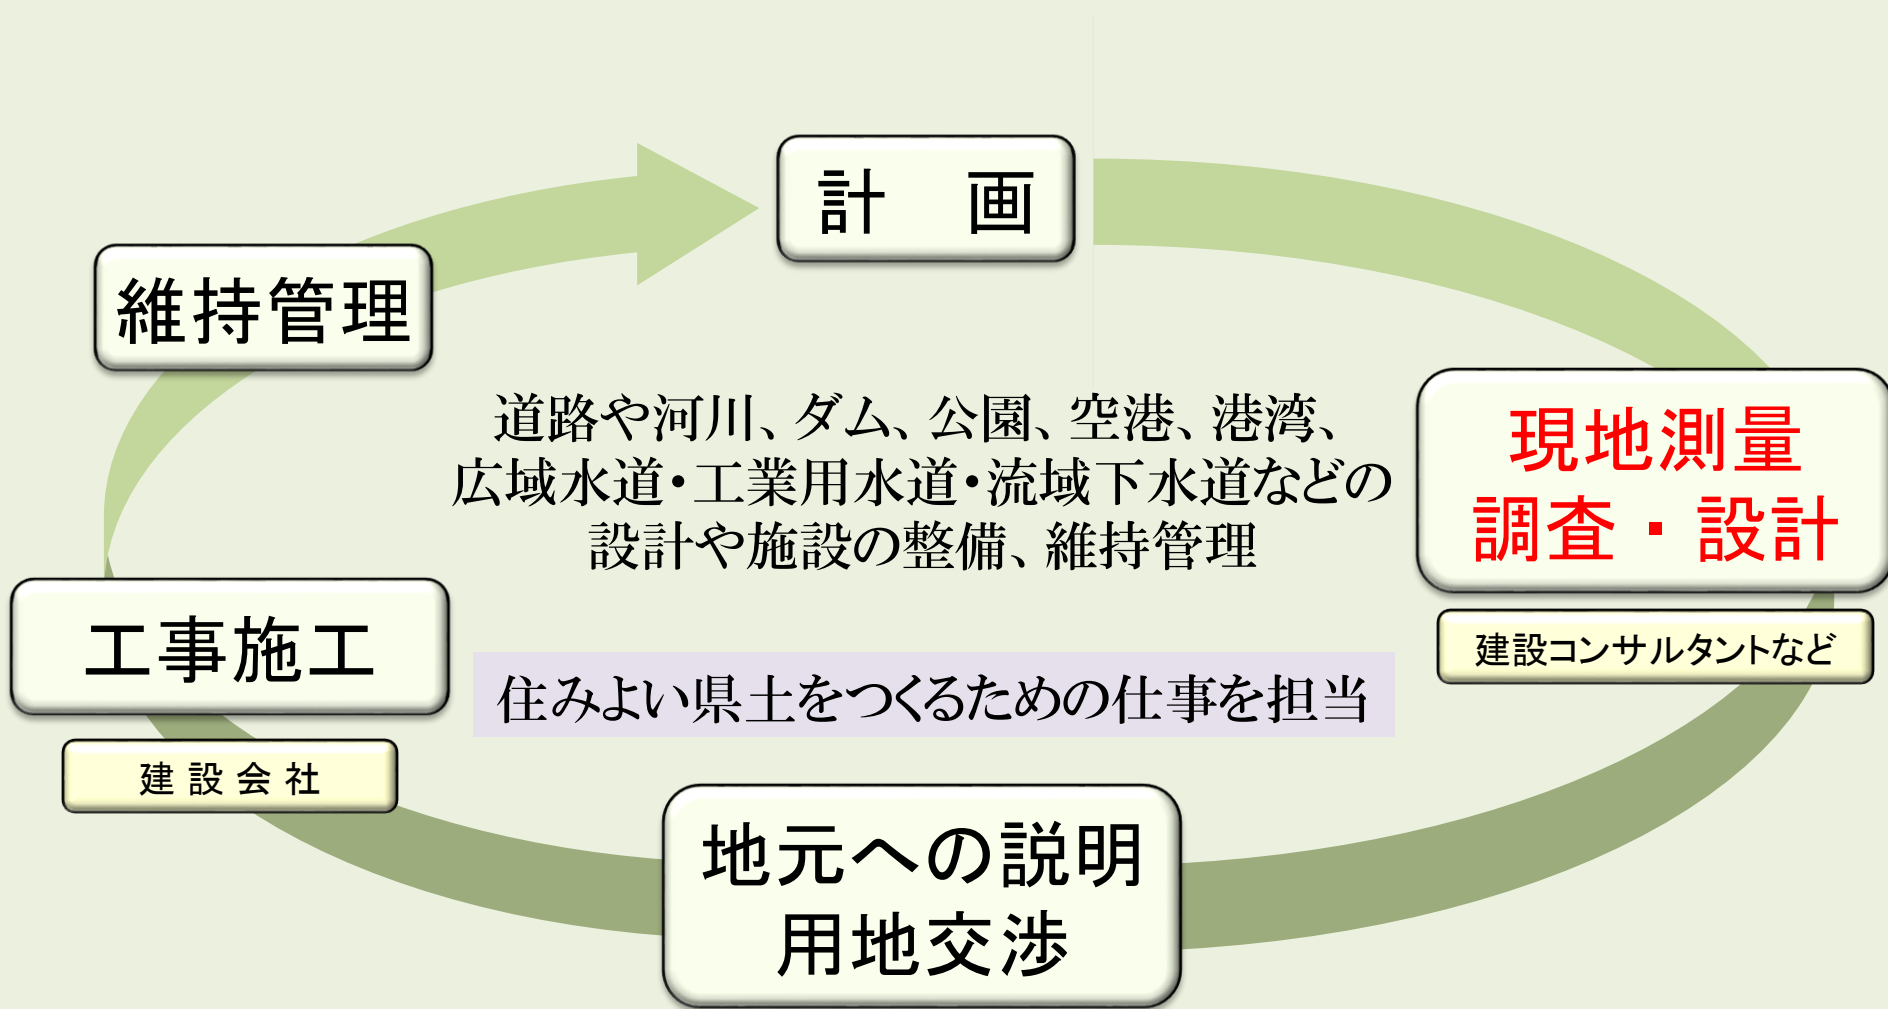 計　画
維持管理
現地測量
調査・設計
建設コンサルタントなど
道路や河川、ダム、公園、空港、港湾、
広域水道・工業用水道・流域下水道などの
設計や施設の整備、維持管理
工事施工
建設会社
住みよい県土をつくるための仕事を担当
地元への説明
用地交渉